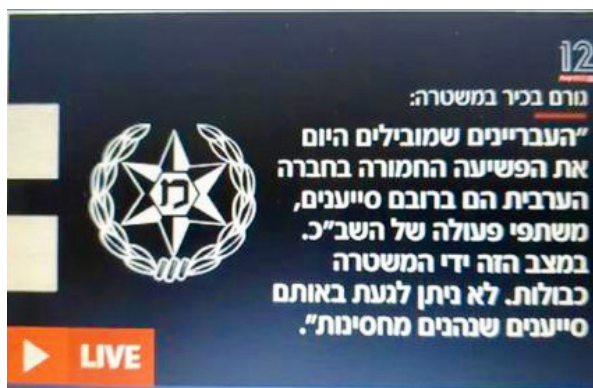 12
גורם בכיר במשטרה:
"העבריינים שמובילים היום
את הפשיעה החמורה בחברה
הערבית הם ברובם סייענים,
משתפי פעולה של השב"כ.
במצב הזה ידי המשטרה
כבולות. לא ניתן לגעת באותם
סייענים שנהנים מחסינות".
LIVE